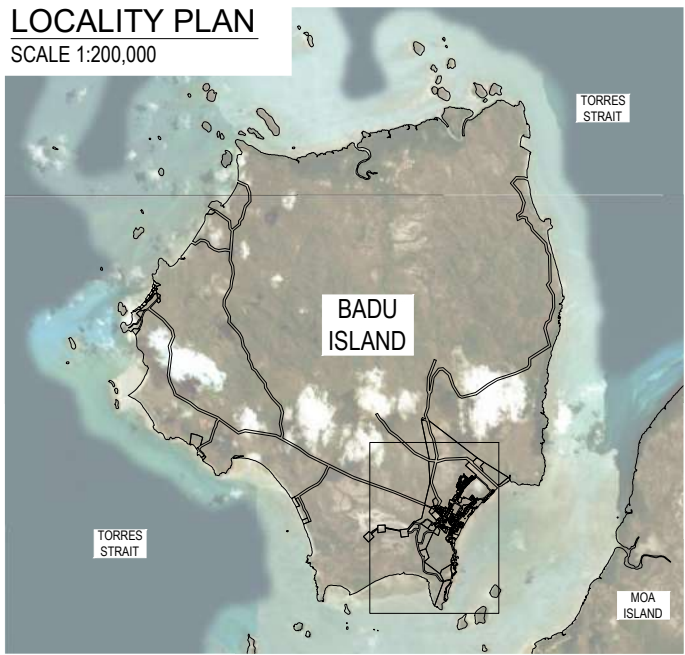 LOCALITY PLAN
SCALE 1:200,000
TORRES
STRAIT
BADU
ISLAND
TORRES
STRAIT
MOA
ISLAND